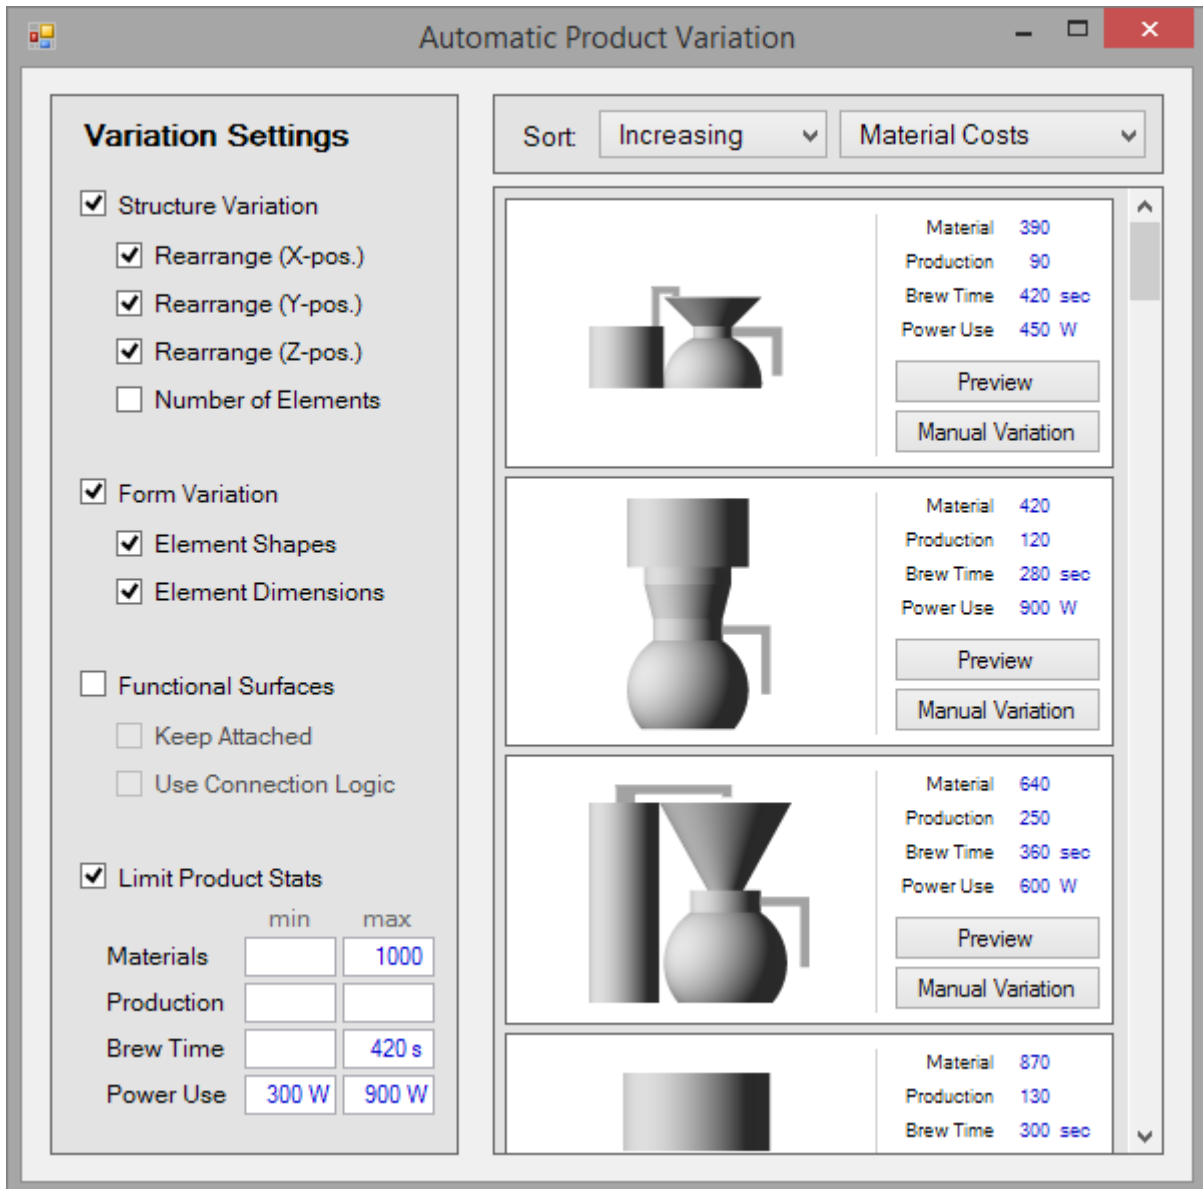 Automatic Product Variation
Variation Settings
Structure Variation
Rearrange (X-pos.)
Rearrange (Y-pos.)
Rearrange (Z-pos.)
Number of Elements
Form Variation
Element Shapes
Element Dimensions
Functional Surfaces
Keep Attached
Use Connection Logic
Limit Product Stats
min max
Materials 1000
Production
Brew Time 420 s
Power Use 300 W 900 W
Sort: Increasing Material Costs
Material 390
Production 90
Brew Time 420 sec
Power Use 450 W
Preview
Manual Variation
Material 420
Production 120
Brew Time 280 sec
Power Use 900 W
Preview
Manual Variation
Material 640
Production 250
Brew Time 360 sec
Power Use 600 W
Preview
Manual Variation
Material 870
Production 130
Brew Time 300 sec